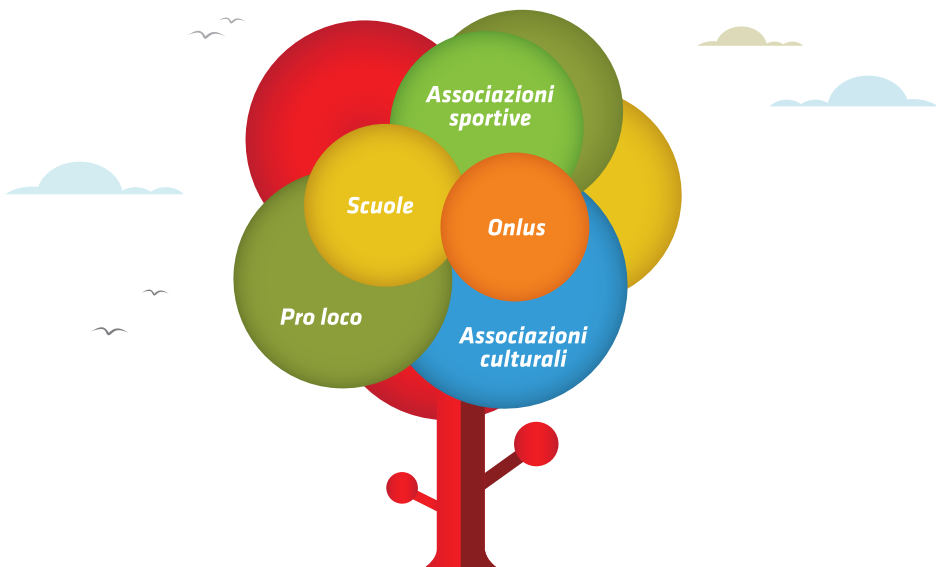 Associazioni
sportive
Scuole
Onlus
Pro loco
Associazioni
culturali